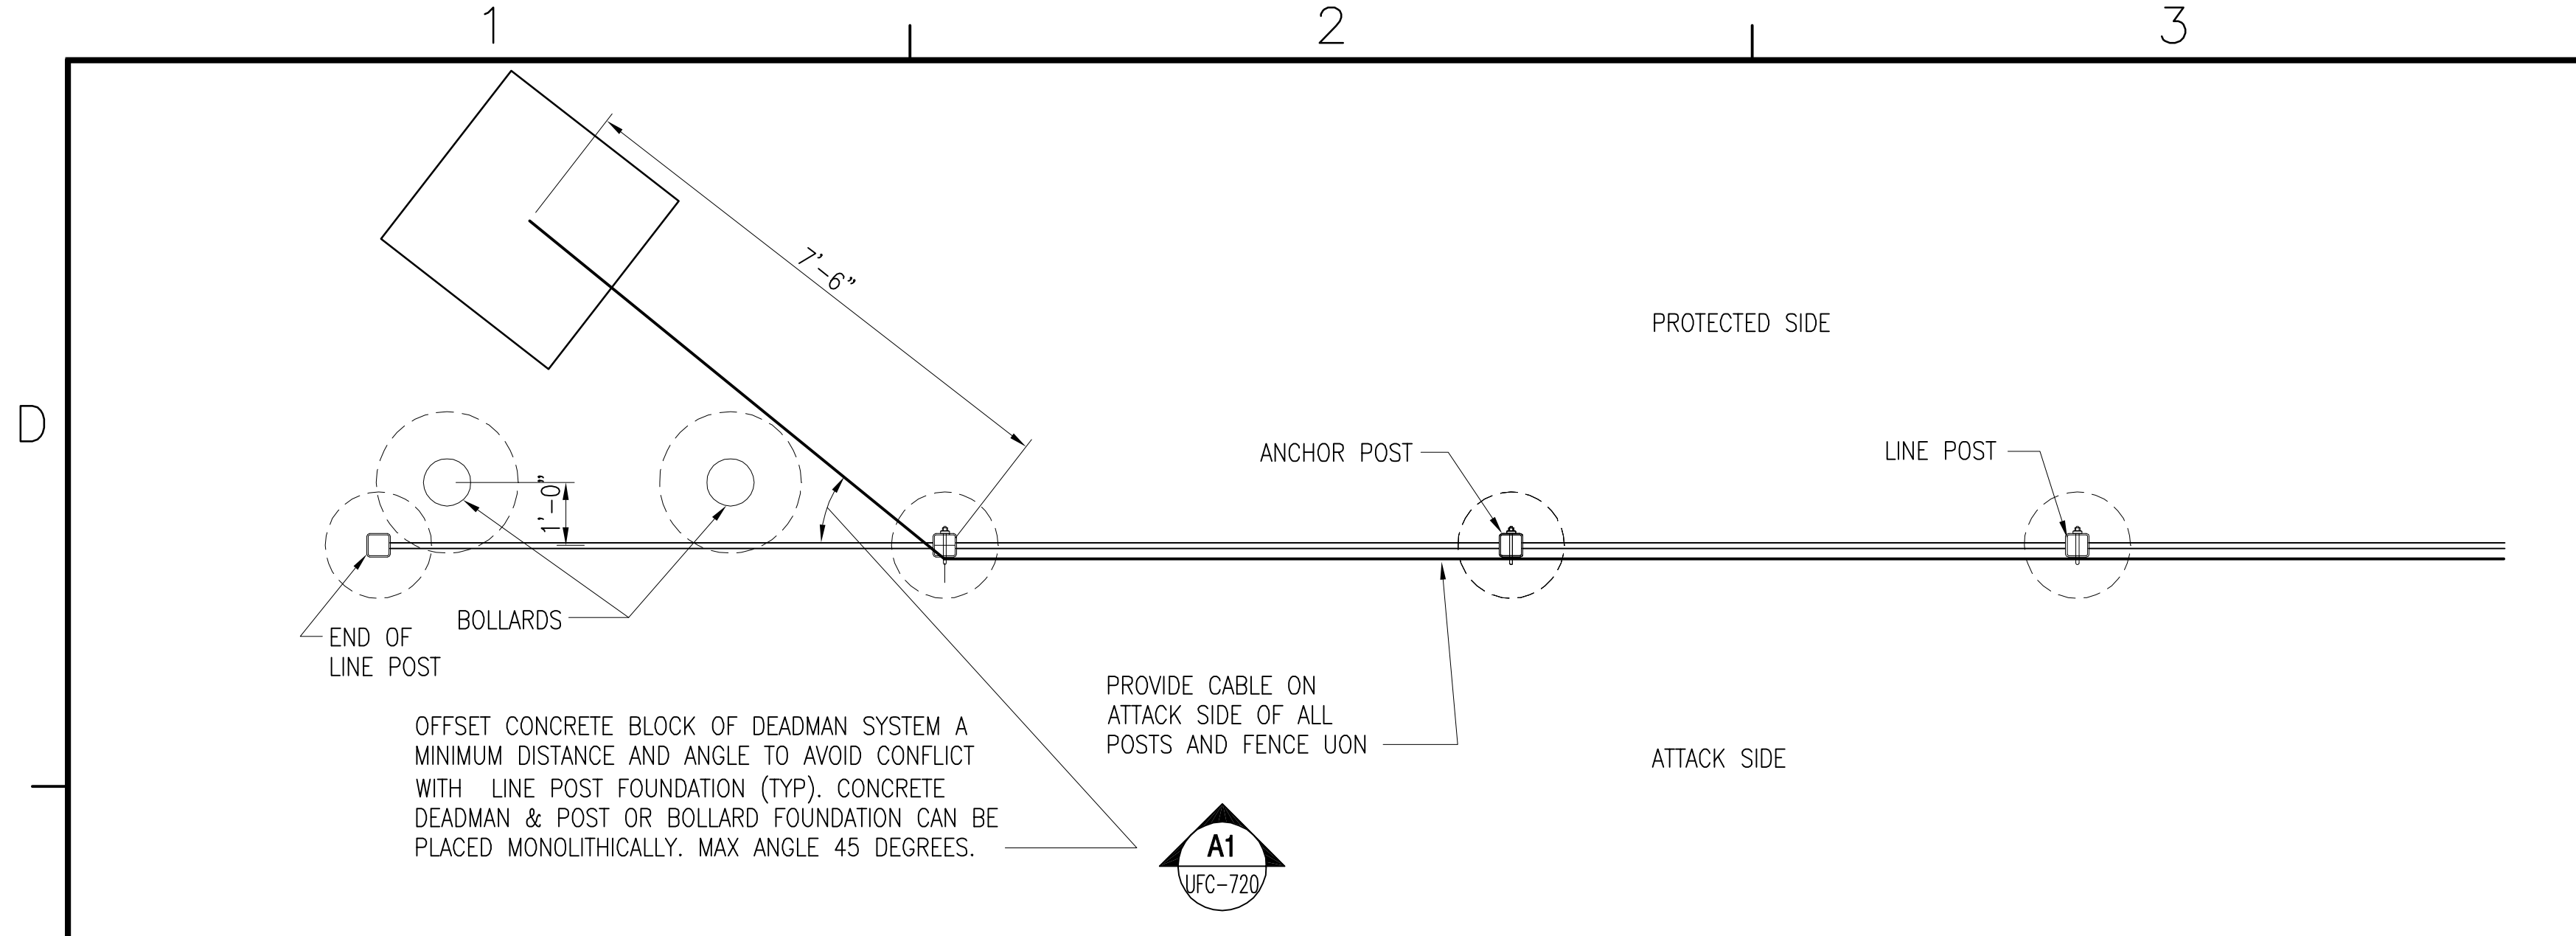 1
2
3
D
7'-6"
PROTECTED SIDE
ANCHOR POST
LINE POST
1'-0"
BOLLARDS
END OF
LINE POST
PROVIDE CABLE ON
ATTACK SIDE OF ALL
POSTS AND FENCE UON
ATTACK SIDE
OFFSET CONCRETE BLOCK OF DEADMAN SYSTEM A
MINIMUM DISTANCE AND ANGLE TO AVOID CONFLICT
WITH LINE POST FOUNDATION (TYP). CONCRETE
DEADMAN & POST OR BOLLARD FOUNDATION CAN BE
PLACED MONOLITHICALLY. MAX ANGLE 45 DEGREES.
A1
UFC-720